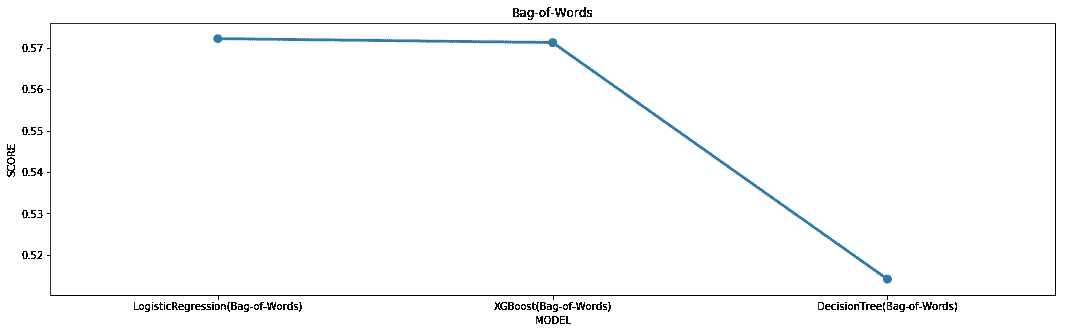 Bag-of-Words
0.57
0.56
0.55
0.54
0.53
0.52
SCORE
LogisticRegression(Bag-of-Words) XGBoost(Bag-of-Words) DecisionTree(Bag-of-Words)
MODEL